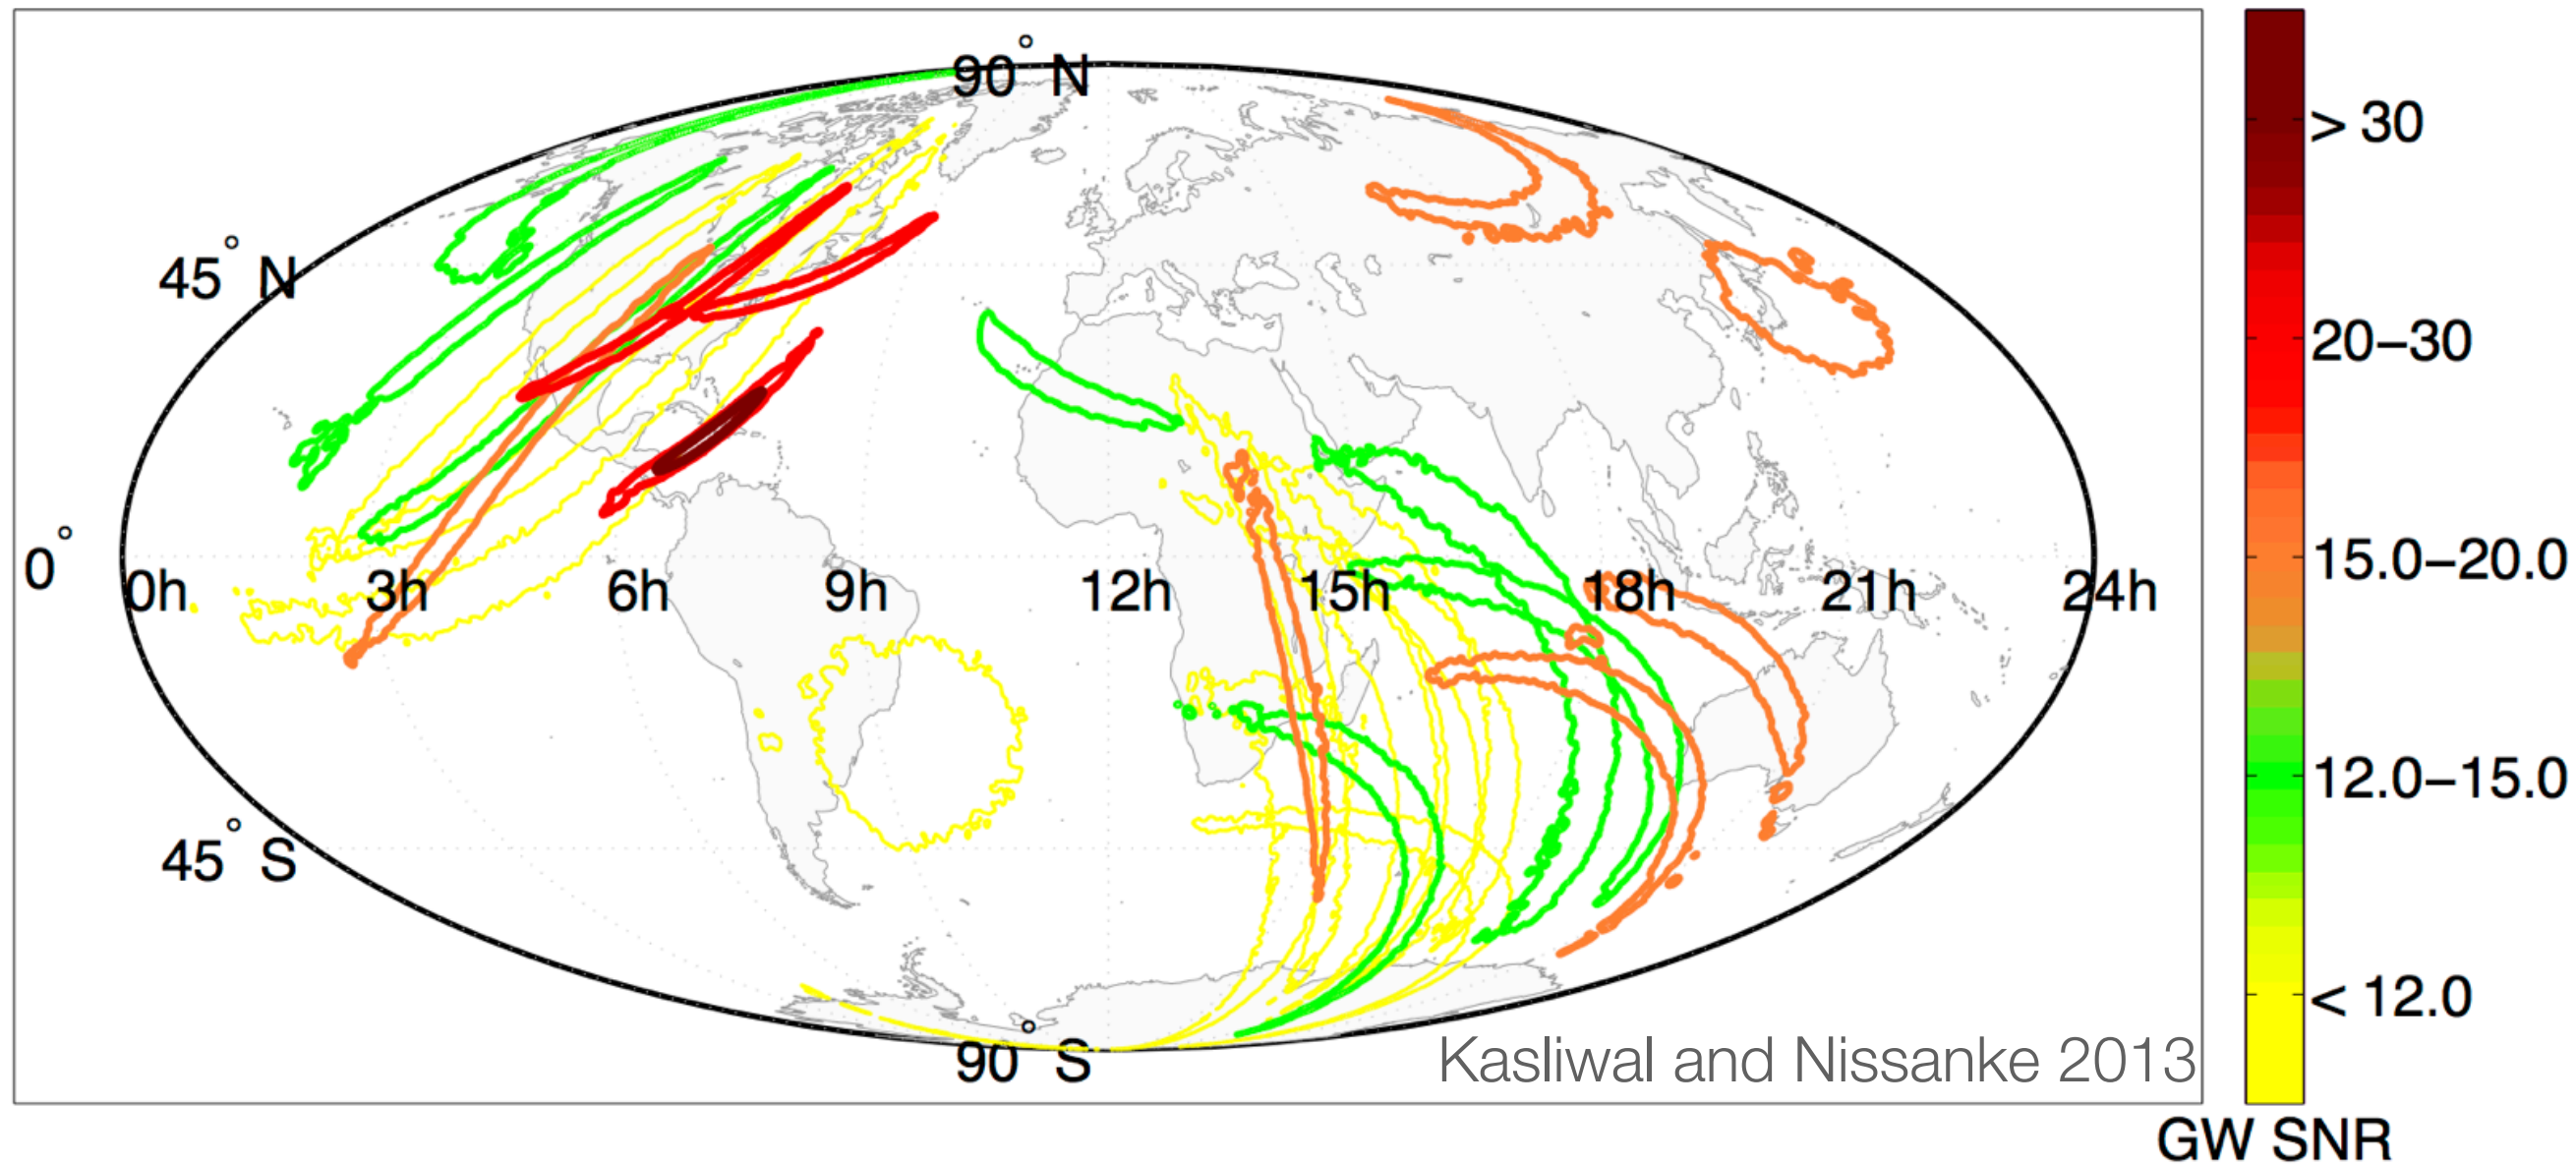 90° N
45° N
0°
0h 3h 6h 9h 12h 15h 18h 21h 24h
45° S
90° S
Kasliwal and Nissanke 2013
> 30
20–30
15.0–20.0
12.0–15.0
< 12.0
GW SNR